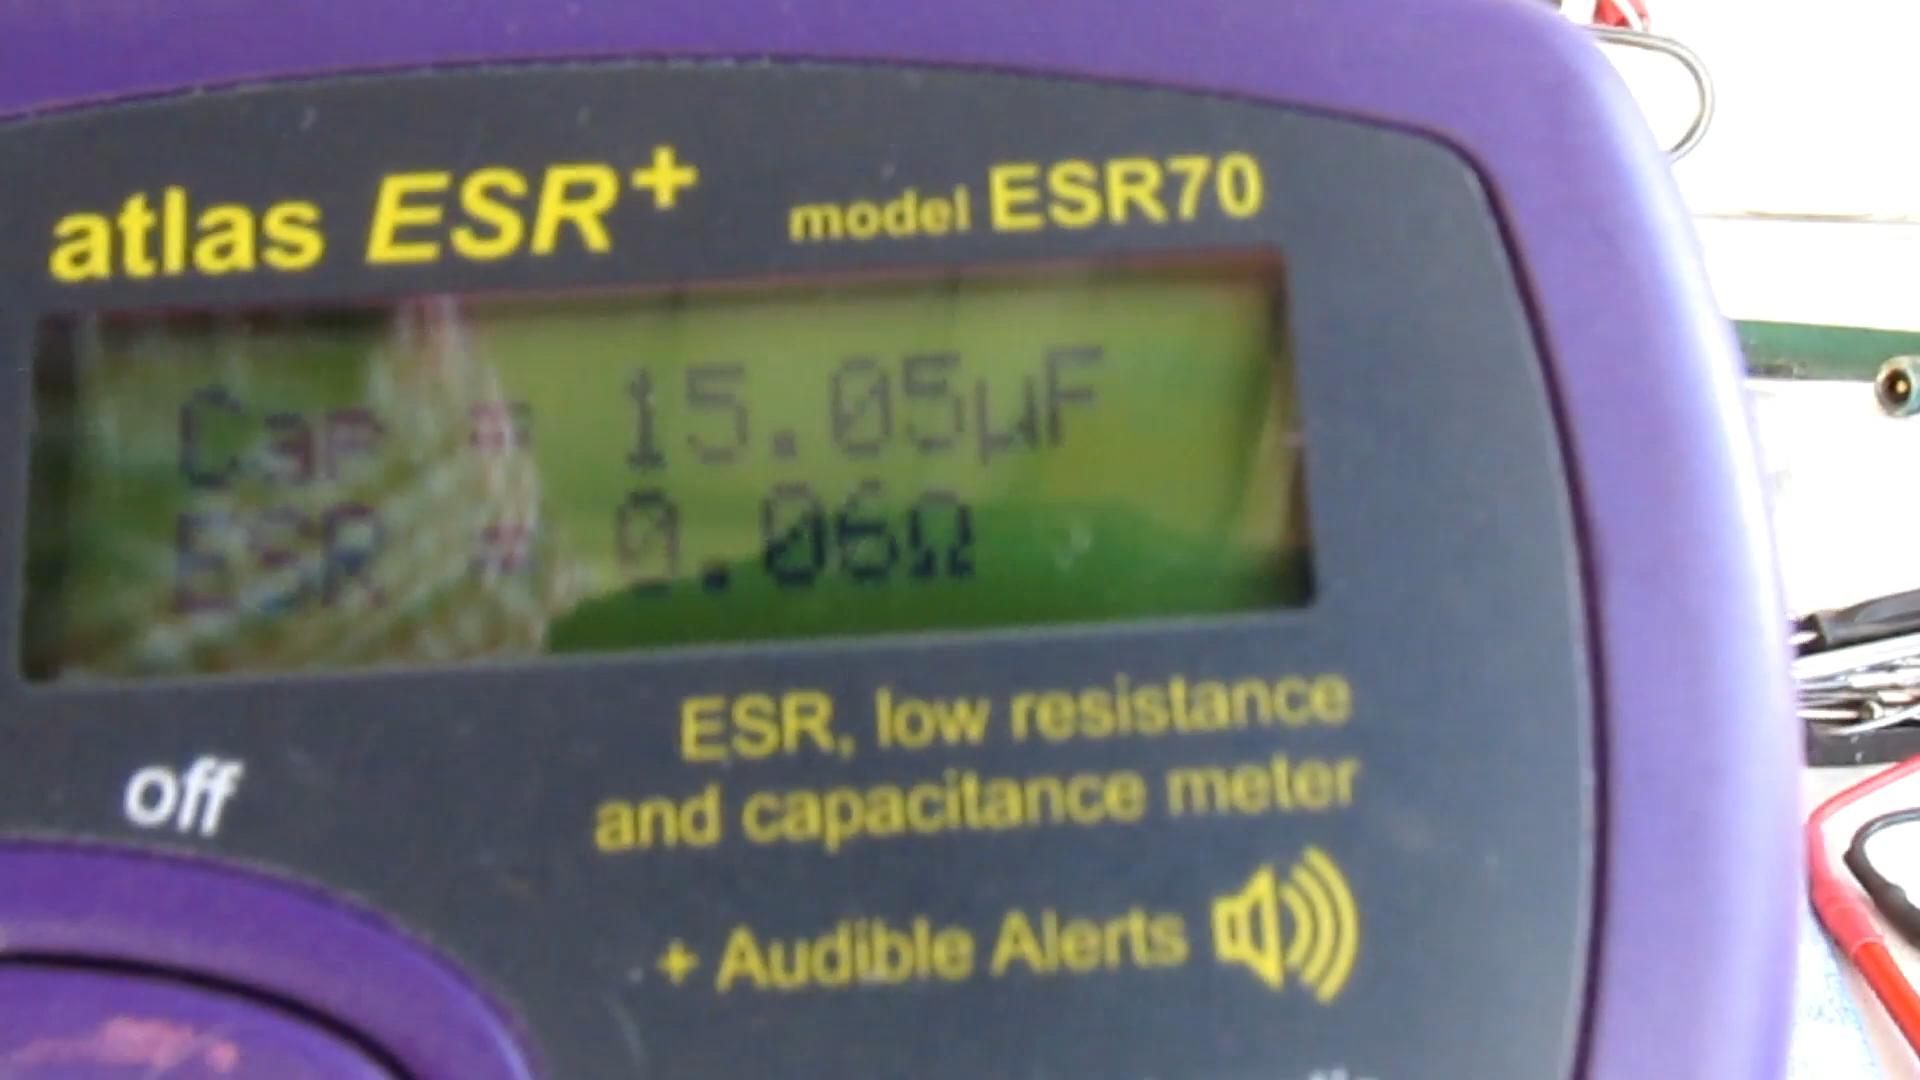 atlas ESR+ model ESR70
Cap = 15.05µF
ESR = 0.06Ω
off
ESR, low resistance
and capacitance meter
+ Audible Alerts